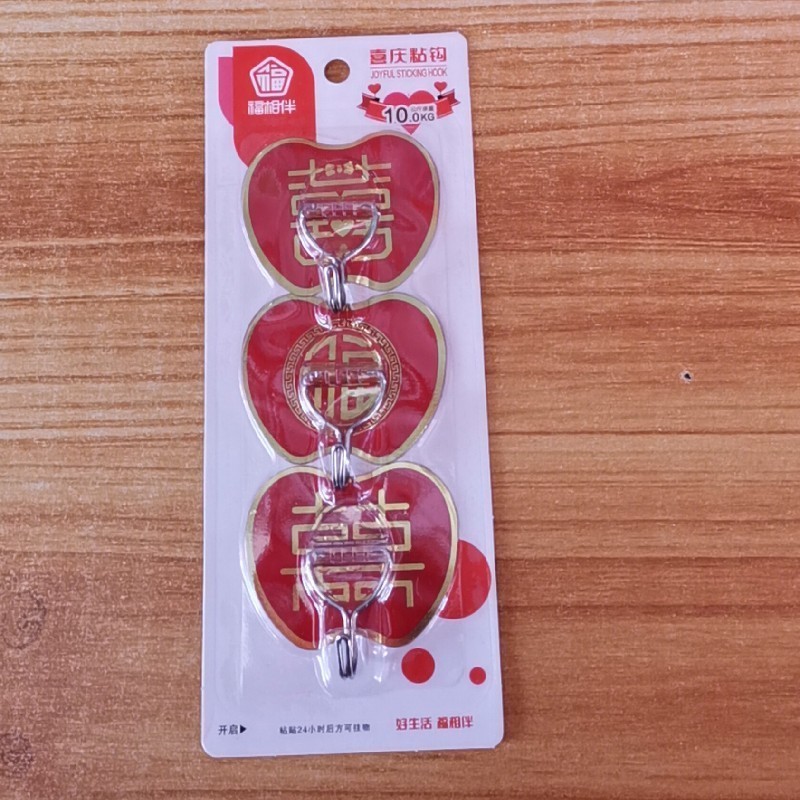 福
福相伴
喜庆粘钩
JOYFUL STICKING HOOK
10.0KG
囍
福
囍
开启▶
粘贴24小时后方可挂物
好生活 福相伴